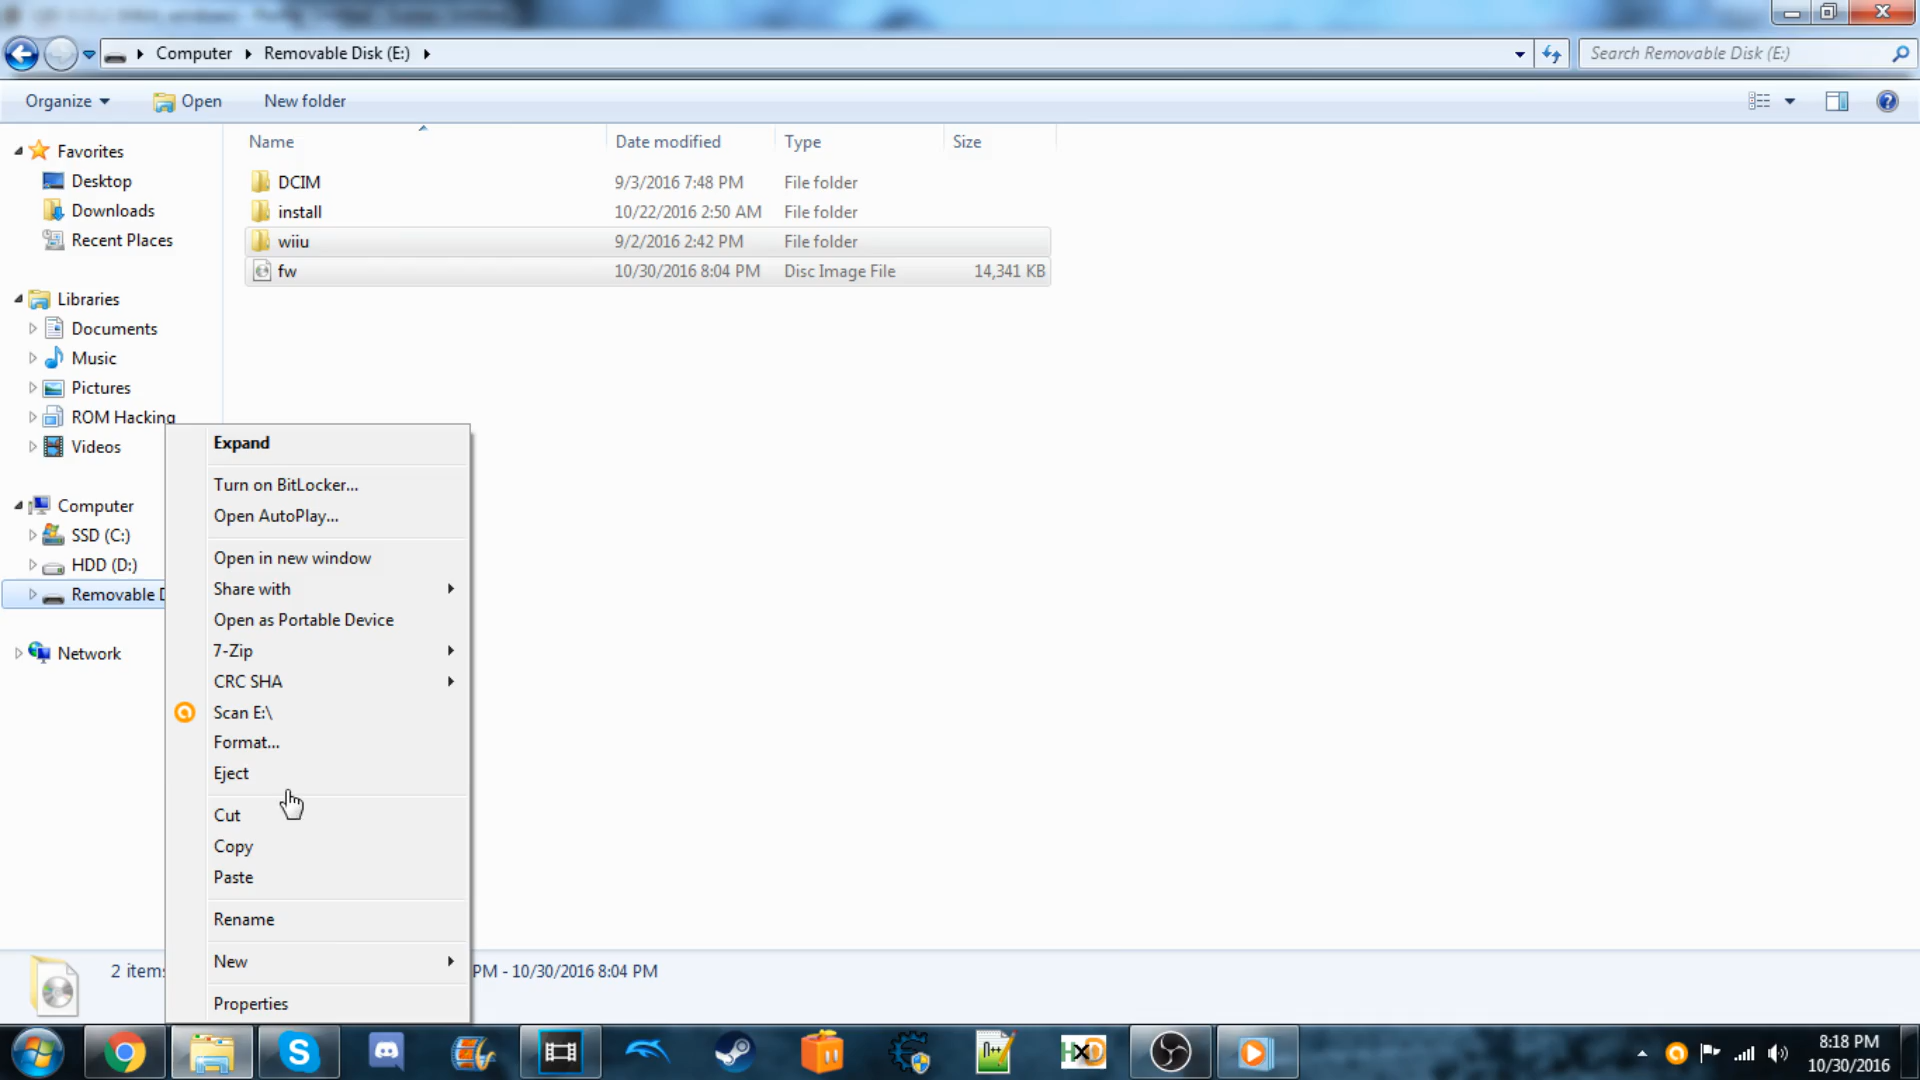 Computer Removable Disk (E:)
Search Removable Disk (E:)
Organize Open New folder
Name Date modified Type Size
DCIM 9/3/2016 7:48 PM File folder
install 10/22/2016 2:50 AM File folder
wiiu 9/2/2016 2:42 PM File folder
fw 10/30/2016 8:04 PM Disc Image File 14,341 KB
Favorites
Desktop
Downloads
Recent Places
Libraries
Documents
Music
Pictures
ROM Hacking
Videos
Computer
SSD (C:)
HDD (D:)
Removable D
Network
Expand
Turn on BitLocker...
Open AutoPlay...
Open in new window
Share with
Open as Portable Device
7-Zip
CRC SHA
Scan E:\
Format...
Eject
Cut
Copy
Paste
Rename
New
Properties
2 items PM - 10/30/2016 8:04 PM
8:18 PM
10/30/2016